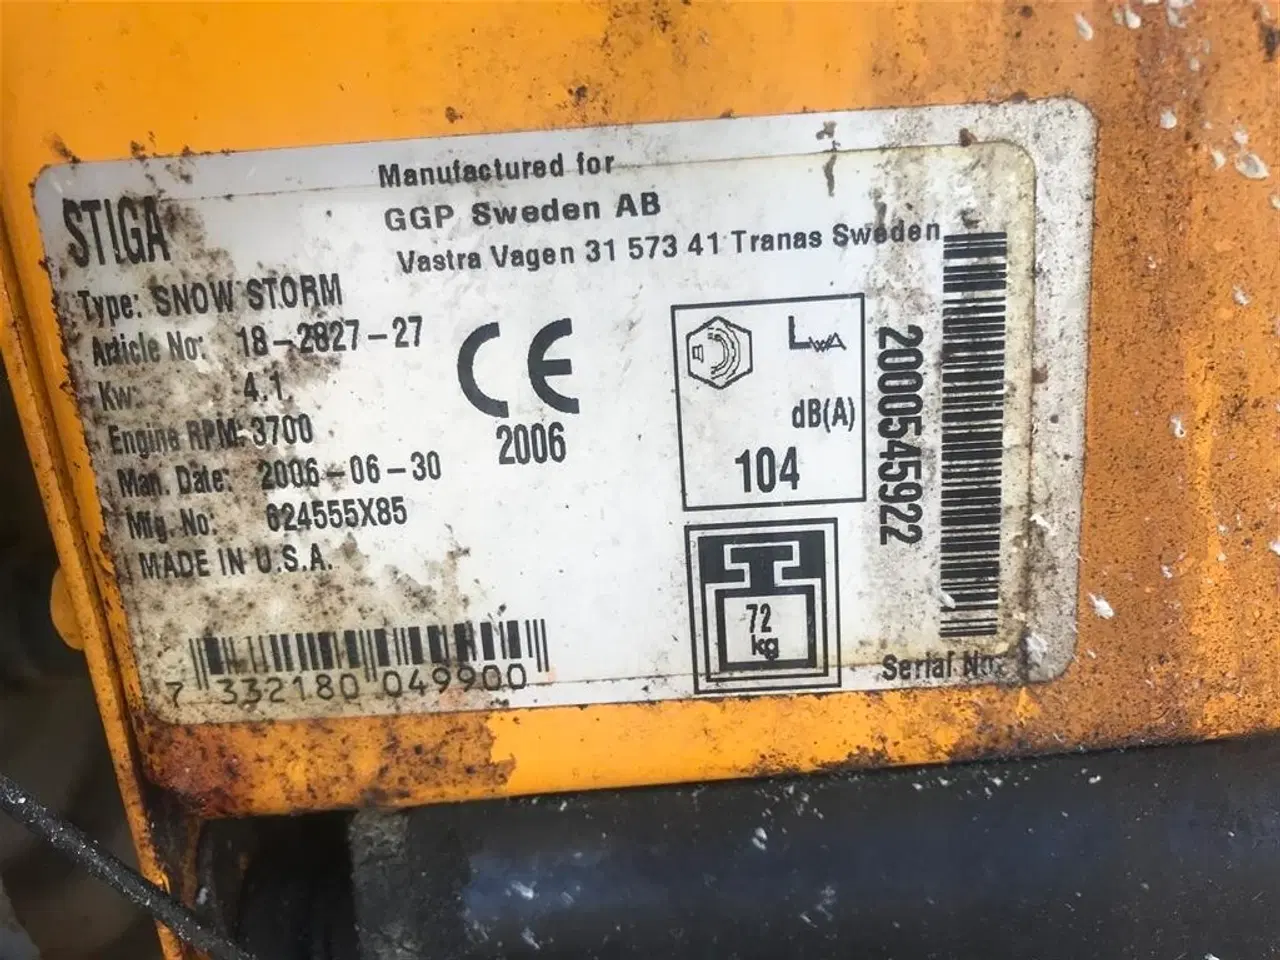 STIGA
Manufactured for
GGP Sweden AB
Vastra Vagen 31 573 41 Tranas Sweden
Type: SNOW STORM
Article No: 18-2827-27
Kw: 4.1
Engine RPM: 3700
Man. Date: 2006-06-30
Mfg. No: 624555X85
MADE IN U.S.A.
7 332180 049900
CE
2006
LWA
dB(A)
104
72
kg
2000545922
Serial No: